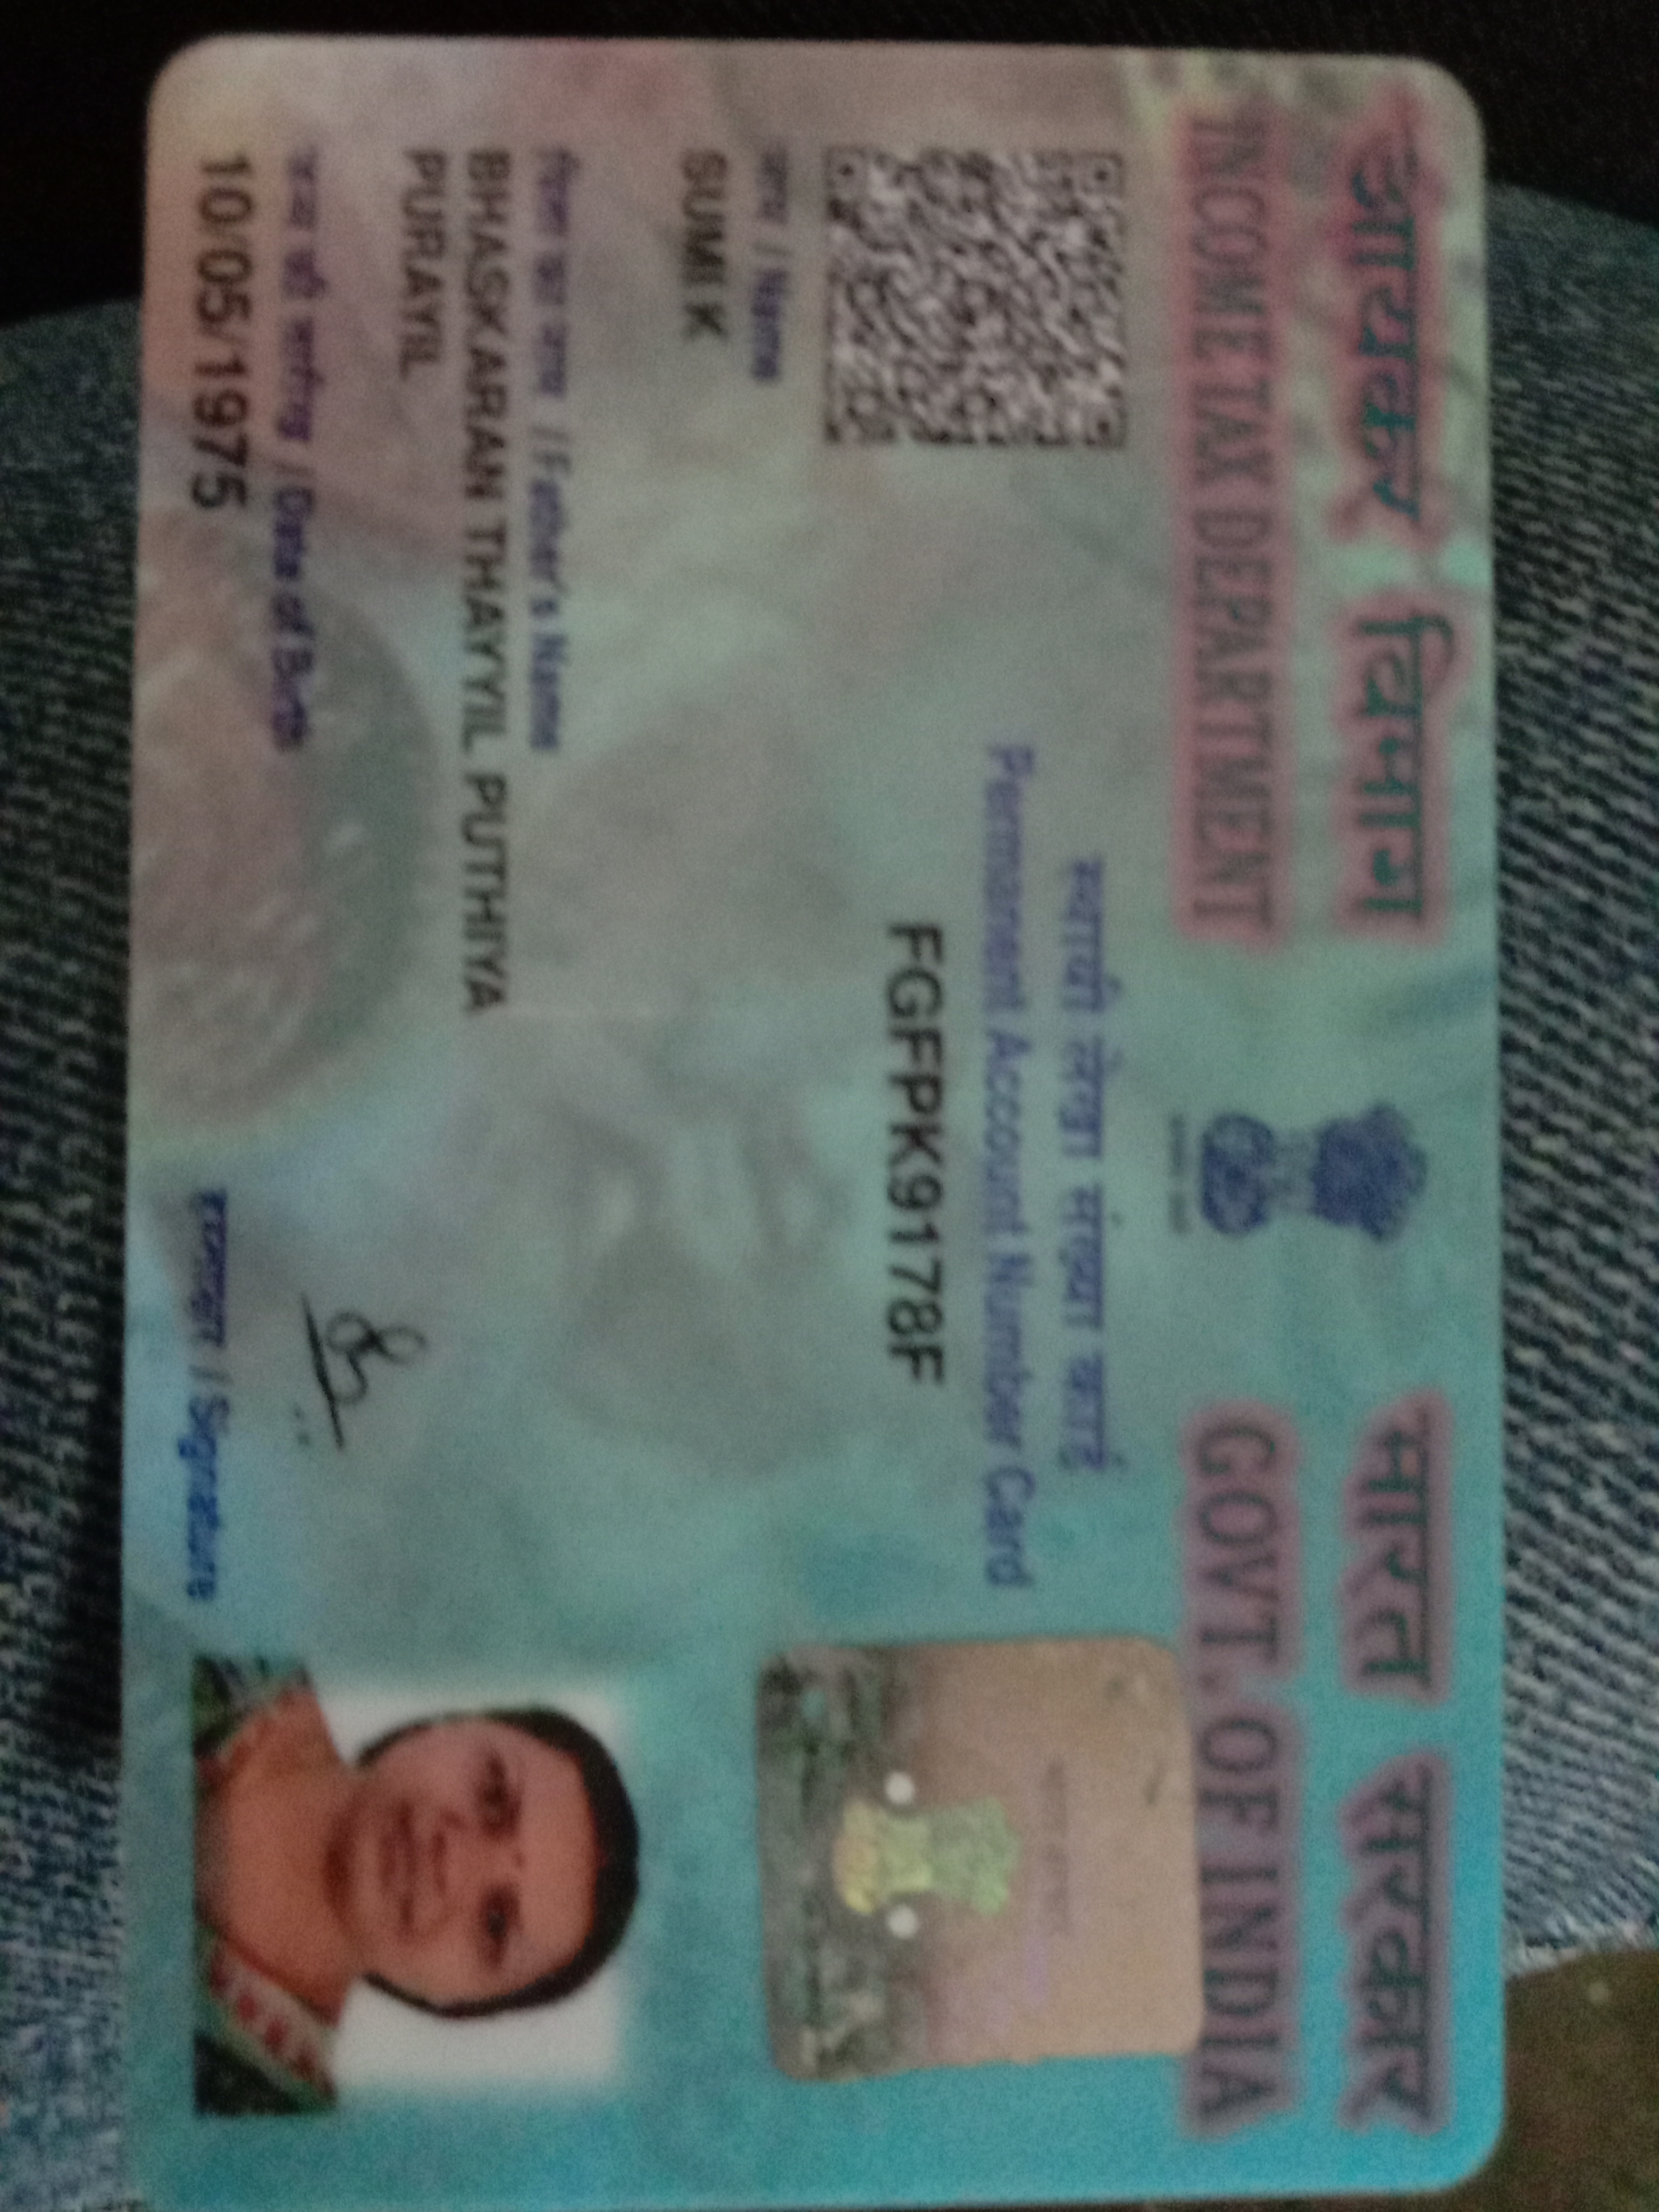 आयकर विभाग
INCOME TAX DEPARTMENT
भारत सरकार
GOVT. OF INDIA
स्थायी लेखा संख्या कार्ड
Permanent Account Number Card
FGFPK9178F
नाम / Name
SUMI K
पिता का नाम / Father's Name
BHASKARAN THAYYIL PUTHIYA
PURAYIL
जन्म की तारीख / Date of Birth
10/05/1975
हस्ताक्षर / Signature